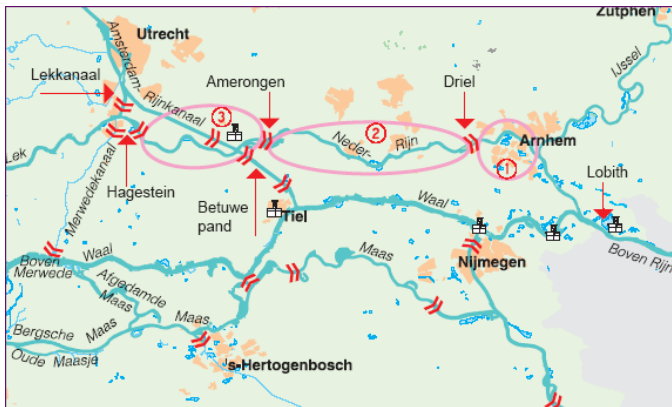 Zutphen
Utrecht
IJssel
Amsterdam-
Rijnkanaal
Lekkanaal
Amerongen
Driel
3
2
1
Neder-
Rijn
Arnhem
Lek
Lobith
Merwedekanaal
Hagestein
Betuwe
pand
Tiel
Waal
Boven Rijn
Waal
Boven
Merwede
Maas
Nijmegen
Afgedamde
Maas
Bergsche
Maas
Maas
Oude Maasje
's-Hertogenbosch